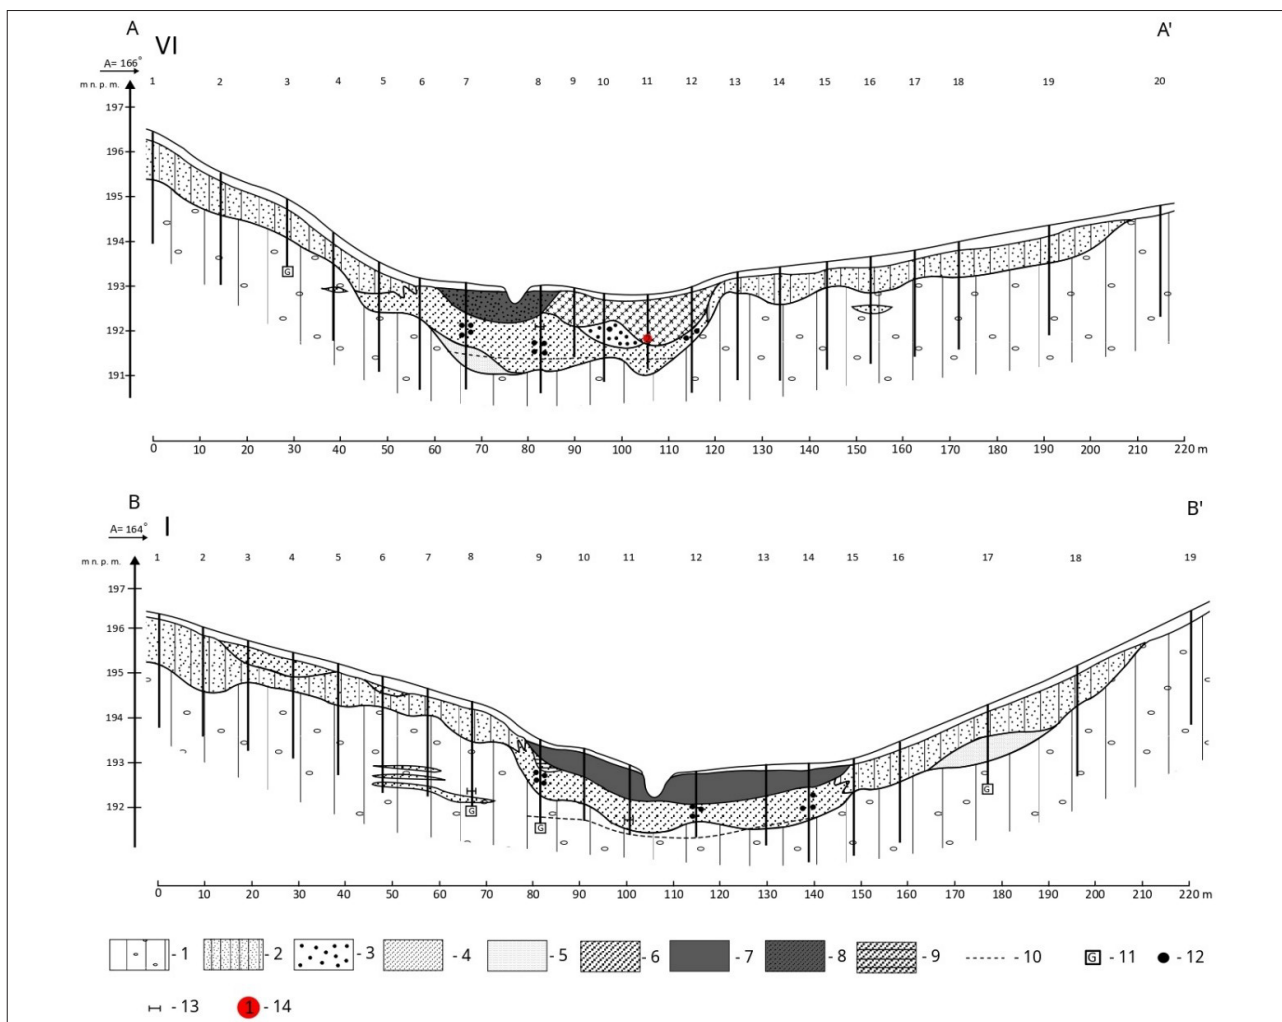 A A'
VI
A= 166°
m n. p. m. 1 2 3 4 5 6 7 8 9 10 11 12 13 14 15 16 17 18 19 20
197
196
195
194
193
192
191
G
0 10 20 30 40 50 60 70 80 90 100 110 120 130 140 150 160 170 180 190 200 210 220 m
B B'
I
A= 164°
m n. p. m. 1 2 3 4 5 6 7 8 9 10 11 12 13 14 15 16 17 18 19
197
196
195
194
193
192
G G G
0 10 20 30 40 50 60 70 80 90 100 110 120 130 140 150 160 170 180 190 200 210 220 m
- 1 - 2 - 3 - 4 - 5 - 6 - 7 - 8 - 9 - 10 G - 11 - 12
- 13 1 - 14